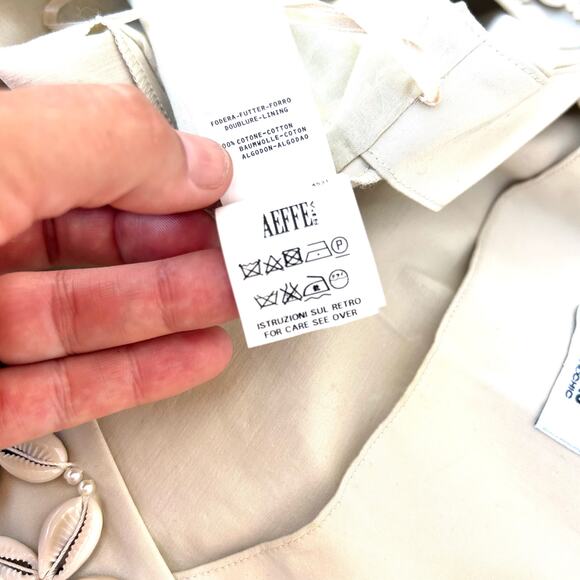 FODERA-FUTTER-FORRO
DOUBLURE-LINING
100% COTONE-COTTON
BAUMWOLLE-COTON
ALGODON-ALGODAO
AEFFE SPA
P
ISTRUZIONI SUL RETRO
FOR CARE SEE OVER